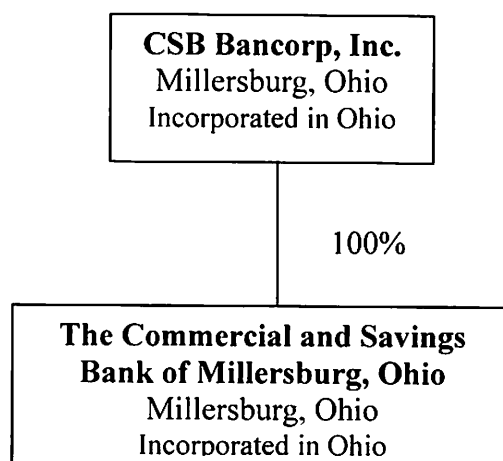 CSB Bancorp, Inc.
Millersburg, Ohio
Incorporated in Ohio
100%
The Commercial and Savings
Bank of Millersburg, Ohio
Millersburg, Ohio
Incorporated in Ohio